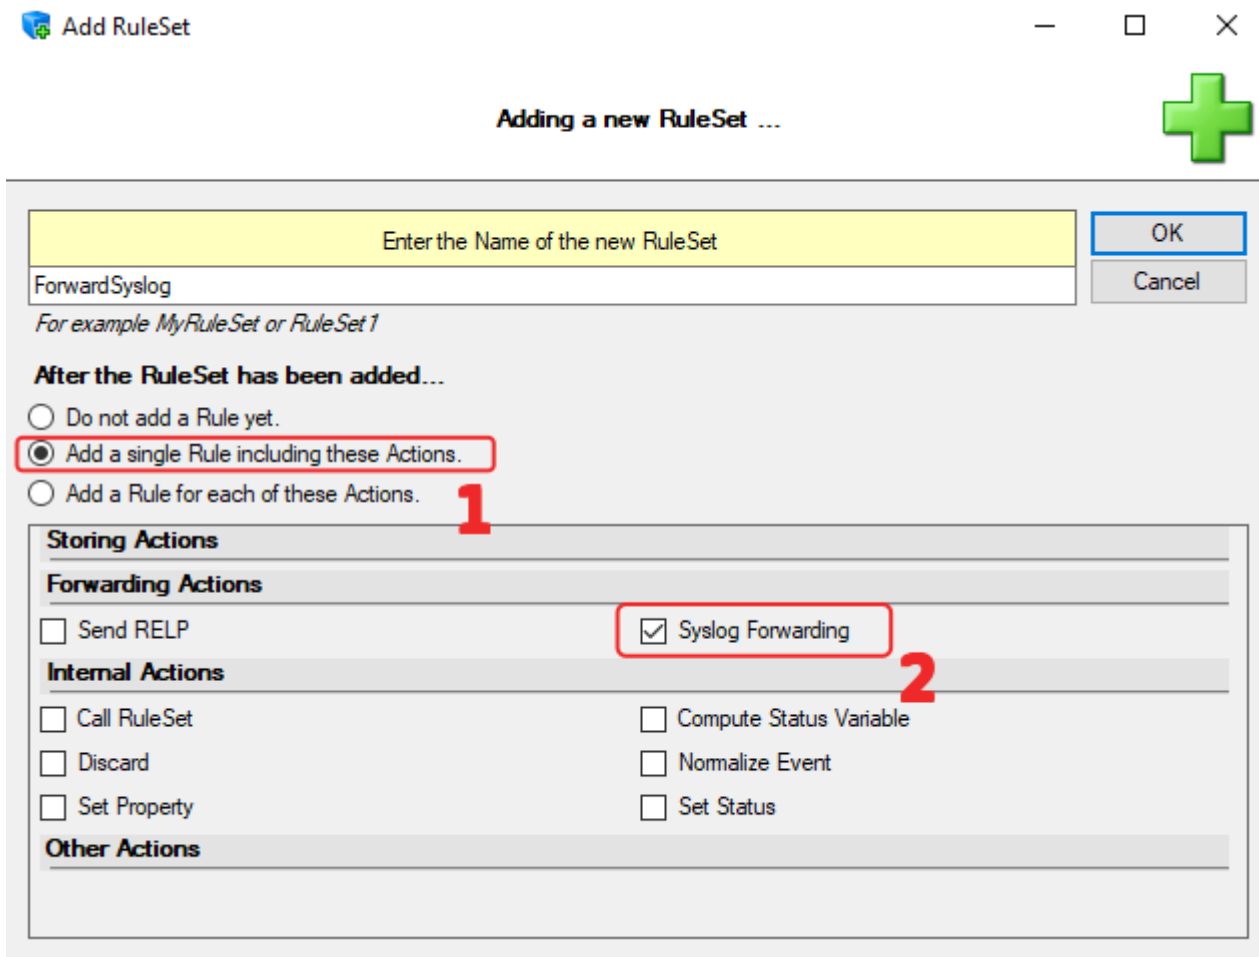 Add RuleSet
Adding a new RuleSet ...
Enter the Name of the new RuleSet
OK
ForwardSyslog
Cancel
For example MyRuleSet or RuleSet1
After the RuleSet has been added...
Do not add a Rule yet.
Add a single Rule including these Actions.
Add a Rule for each of these Actions.
1
Storing Actions
Forwarding Actions
Send RELP
Syslog Forwarding
Internal Actions
2
Call RuleSet
Compute Status Variable
Discard
Normalize Event
Set Property
Set Status
Other Actions